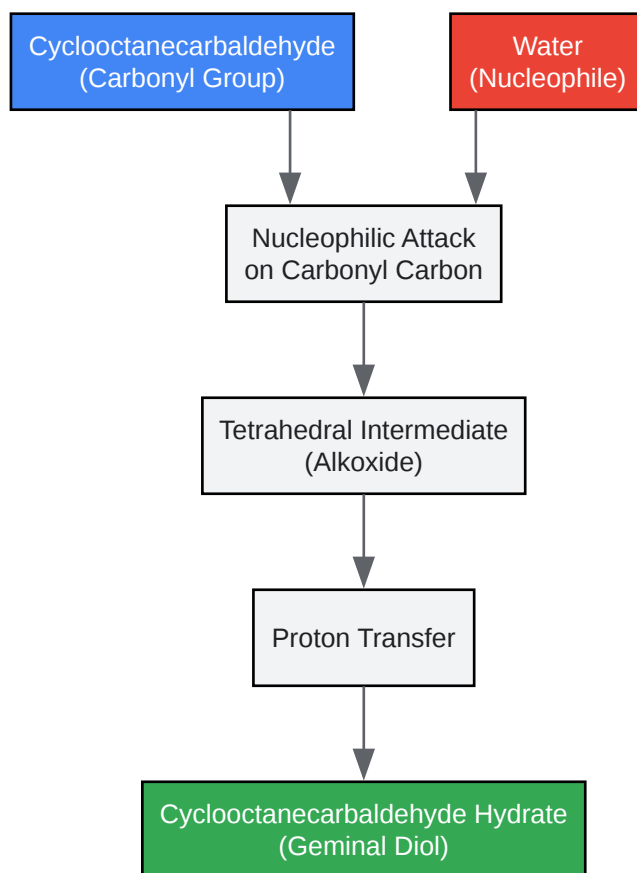 Cyclooctanecarbaldehyde
(Carbonyl Group)
Water
(Nucleophile)
Nucleophilic Attack
on Carbonyl Carbon
Tetrahedral Intermediate
(Alkoxide)
Proton Transfer
Cyclooctanecarbaldehyde Hydrate
(Geminal Diol)